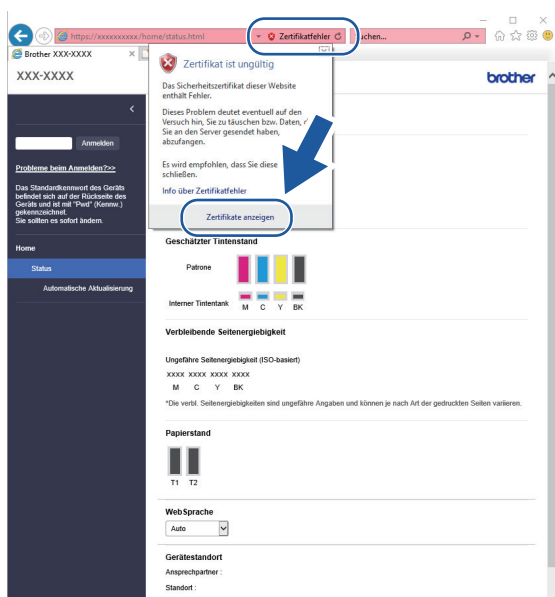 https://xxxxxxxxxx/home/status.html
Zertifikatfehler
Brother XXX-XXXX
XXX-XXXX
brother
Zertifikat ist ungültig
Das Sicherheitszertifikat dieser Website
enthält Fehler.
Dieses Problem deutet eventuell auf den
Versuch hin, Sie zu täuschen bzw. Daten,
Sie an den Server gesendet haben,
abzufangen.
Es wird empfohlen, dass Sie diese
schließen.
Info über Zertifikatfehler
Zertifikate anzeigen
Anmelden
Probleme beim Anmelden?>>
Das Standardkennwort des Geräts
befindet sich auf der Rückseite des
Geräts und ist mit "Pwd" (Kennw.)
gekennzeichnet.
Sie sollten es sofort ändern.
Home
Status
Automatische Aktualisierung
Geschätzter Tintenstand
Patrone
Interner Tintentank
M C Y BK
Verbleibende Seitenergiebigkeit
Ungefähre Seitenergiebigkeit (ISO-basiert)
xxxx xxxx xxxx xxxx
M C Y BK
*Die verbl. Seitenergiebigkeiten sind ungefähre Angaben und können je nach Art der gedruckten Seiten variieren.
Papierstand
T1 T2
WebSprache
Auto
Gerätestandort
Ansprechpartner :
Standort :